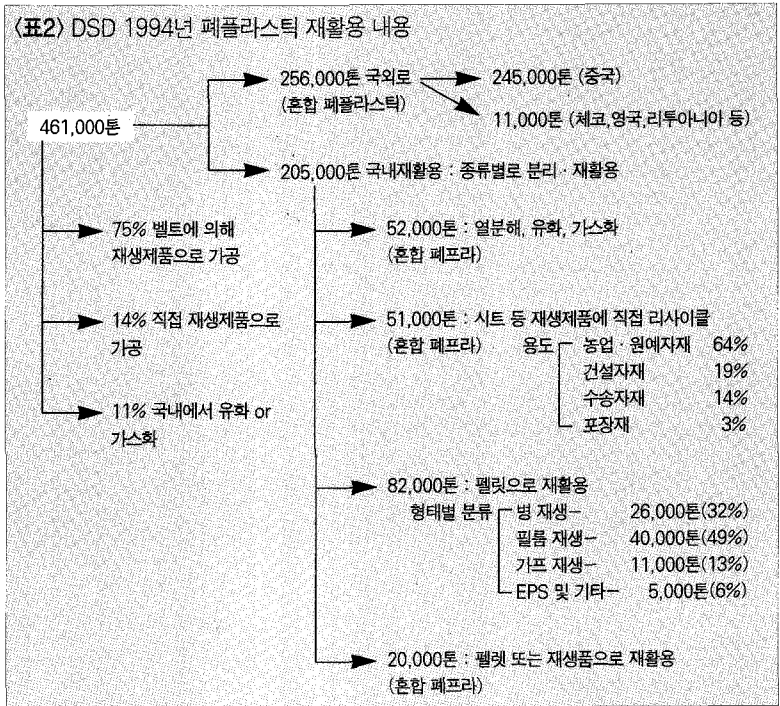 〈표2〉 DSD 1994년 폐플라스틱 재활용 내용
256,000톤 국외로
(혼합 폐플라스틱)
245,000톤 (중국)
11,000톤 (체코,영국,리투아니아 등)
461,000톤
205,000톤 국내재활용 : 종류별로 분리 · 재활용
75% 벨트에 의해
재생제품으로 가공
14% 직접 재생제품으로
가공
11% 국내에서 유화 or
가스화
52,000톤 : 열분해, 유화, 가스화
(혼합 페프라)
51,000톤 : 시트 등 재생제품에 직접 리사이클
(혼합 페프라) 용도 농업 · 원예자재 64%
건설자재 19%
수송자재 14%
포장재 3%
82,000톤 : 펠릿으로 재활용
형태별 분류 병 재생- 26,000톤(32%)
필름 재생- 40,000톤(49%)
가프 재생- 11,000톤(13%)
EPS 및 기타- 5,000톤(6%)
20,000톤 : 펠렛 또는 재생품으로 재활용
(혼합 페프라)